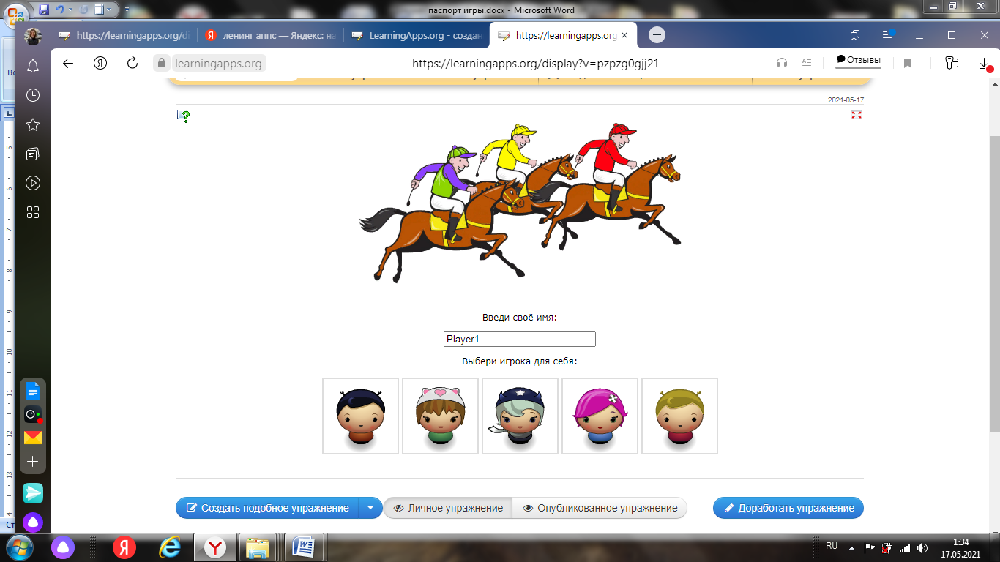 паспорт игры.docx - Microsoft Word
https://learningapps.org/di
ленинг аппс — Яндекс: на
LearningApps.org - создан
https://learningapps.org
learningapps.org
https://learningapps.org/display?v=pzpzg0gjj21
Отзывы
2021-05-17
Введи своё имя:
Player1
Выбери игрока для себя:
Создать подобное упражнение
Личное упражнение
Опубликованное упражнение
Доработать упражнение
RU
1:34
17.05.2021